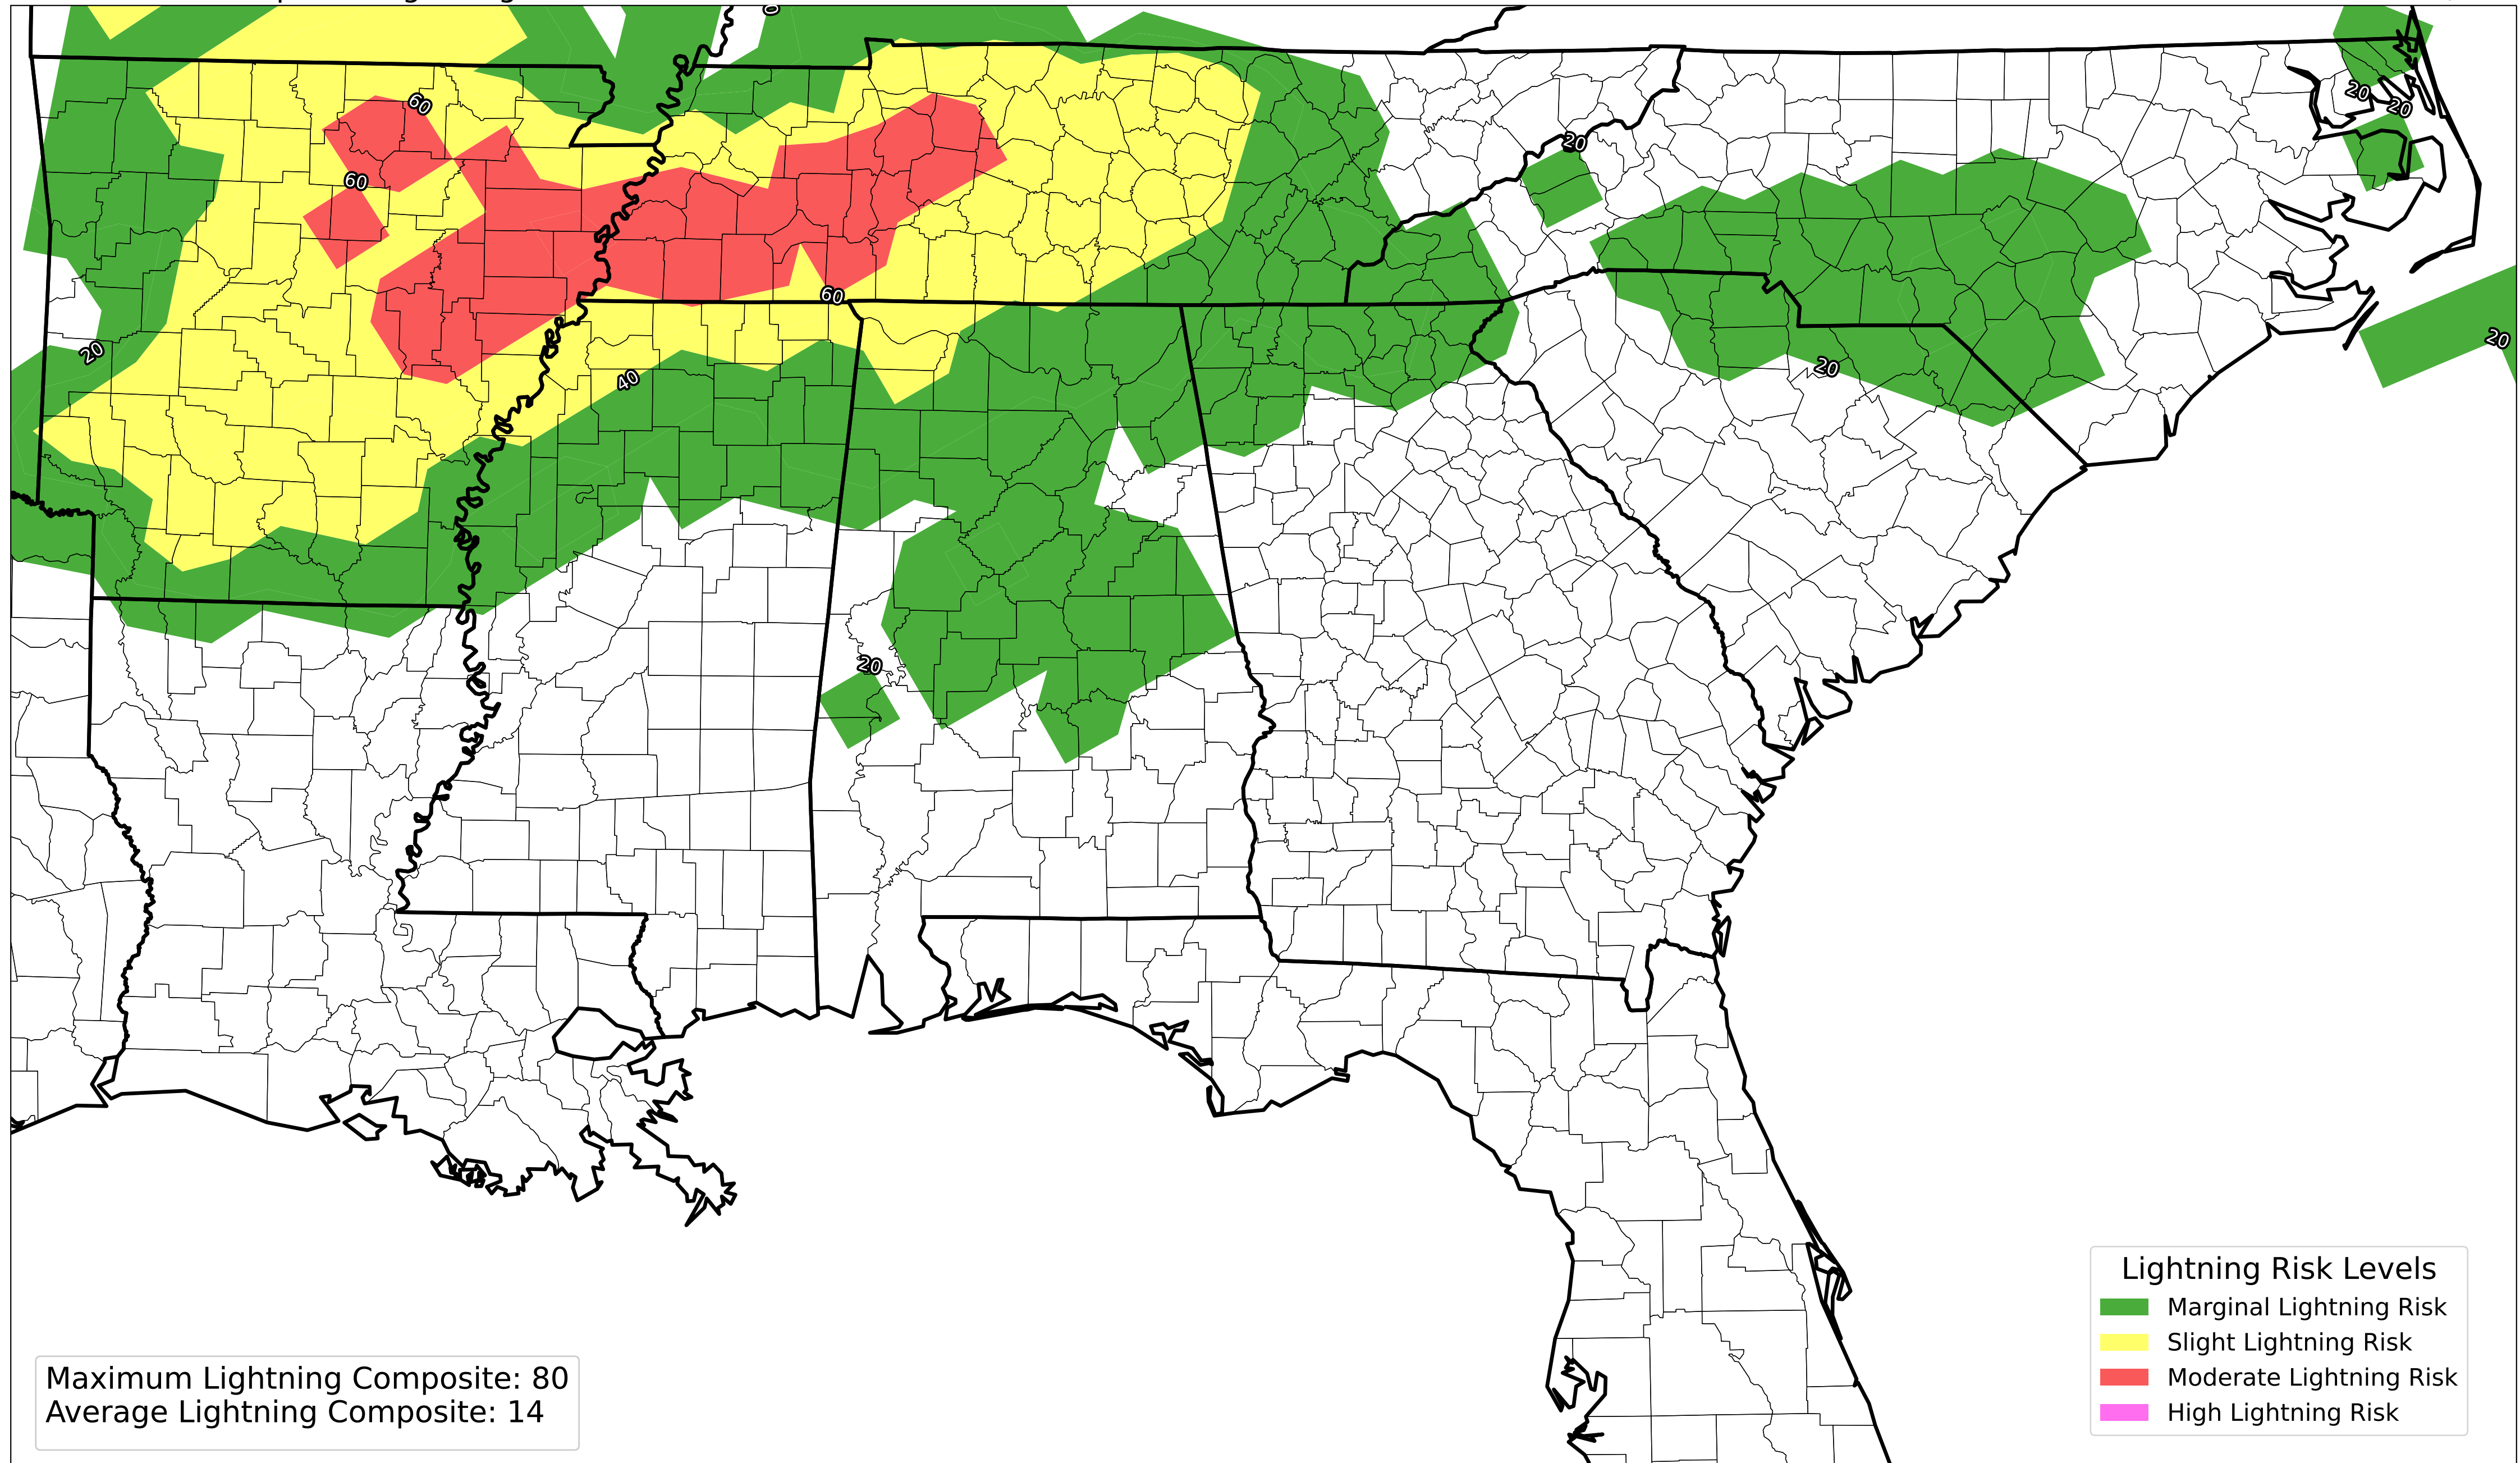 20
20
60
20
60
60
20
20
40
20
20
Lightning Risk Levels
Marginal Lightning Risk
Slight Lightning Risk
Moderate Lightning Risk
High Lightning Risk
Maximum Lightning Composite: 80
Average Lightning Composite: 14